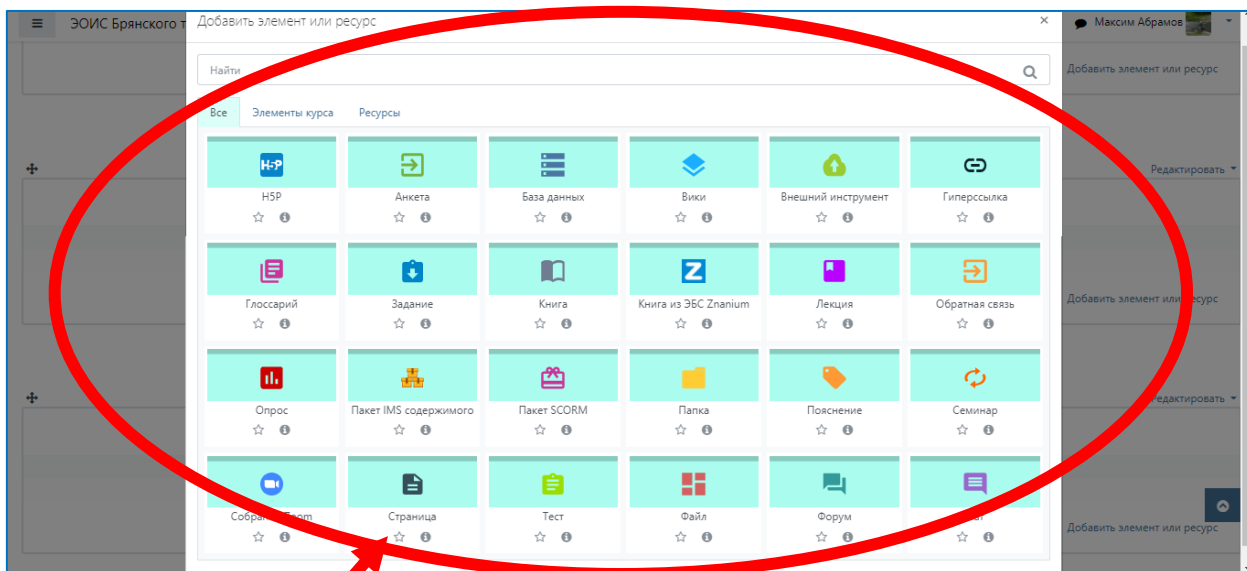 ЭОИС Брянского т
Добавить элемент или ресурс
×
Максим Абрамов
Найти
Добавить элемент или ресурс
Все Элементы курса Ресурсы
H-P
H5P Анкета База данных Вики Внешний инструмент Гиперссылка
Редактировать
Z
Глоссарий Задание Книга Книга из ЭБС Znanium Лекция Обратная связь
Добавить элемент или ресурс
Опрос Пакет IMS содержимого Пакет SCORM Папка Пояснение Семинар
Редактировать
Страница Тест Файл Форум
Добавить элемент или ресурс